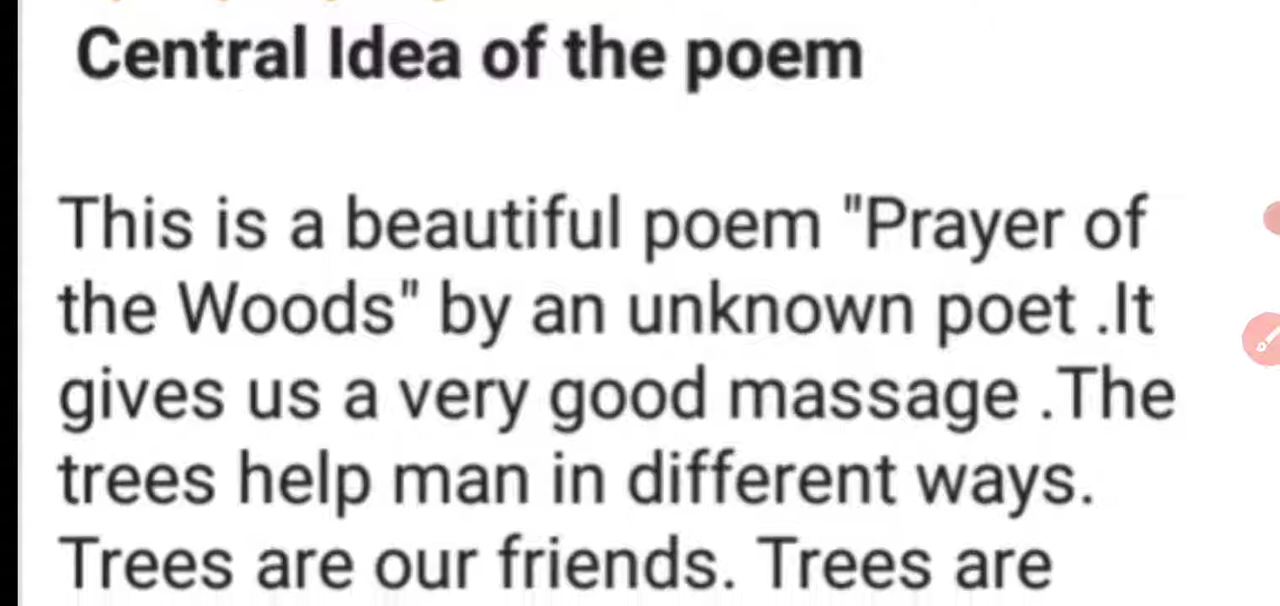 Central Idea of the poem
This is a beautiful poem "Prayer of
the Woods" by an unknown poet .It
gives us a very good massage .The
trees help man in different ways.
Trees are our friends. Trees are